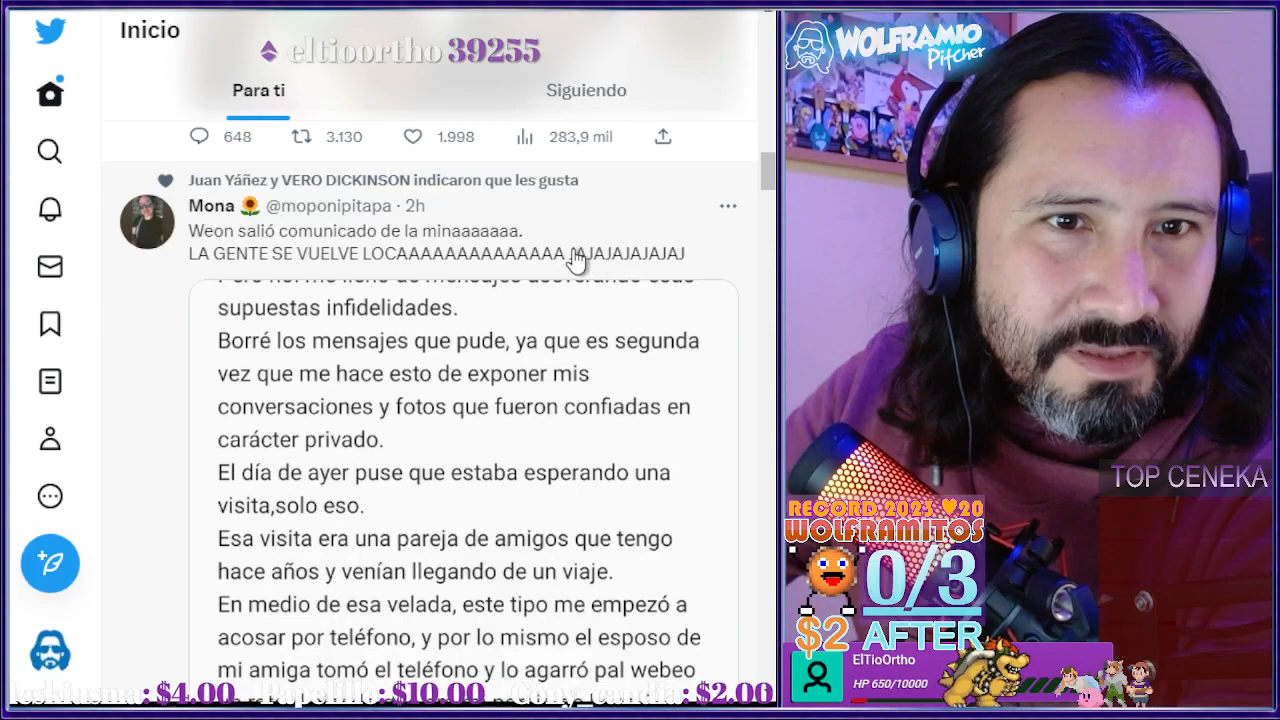 Inicio
eltioortho 39255
Para ti
Siguiendo
648
3.130
1.998
283,9 mil
Juan Yáñez y VERO DICKINSON indicaron que les gusta
Mona 🌻 @moponipitapa · 2h
Weon salió comunicado de la minaaaaaaa.
LA GENTE SE VUELVE LOCAAAAAAAAAAAAAA JAJAJAJAJAJ
supuestas infidelidades.
Borré los mensajes que pude, ya que es segunda
vez que me hace esto de exponer mis
conversaciones y fotos que fueron confiadas en
carácter privado.
El día de ayer puse que estaba esperando una
visita,solo eso.
Esa visita era una pareja de amigos que tengo
hace años y venían llegando de un viaje.
En medio de esa velada, este tipo me empezó a
acosar por teléfono, y por lo mismo el esposo de
mi amiga tomó el teléfono y lo agarró pal webeo
: $4.00
: $10.00
: $2.00
WOLFRAMIO
Pitcher
TOP CENEKA
RECORD 2023 ♥20
WOLFRAMITOS
0/3
$2 AFTER
ElTioOrtho
HP 650/10000